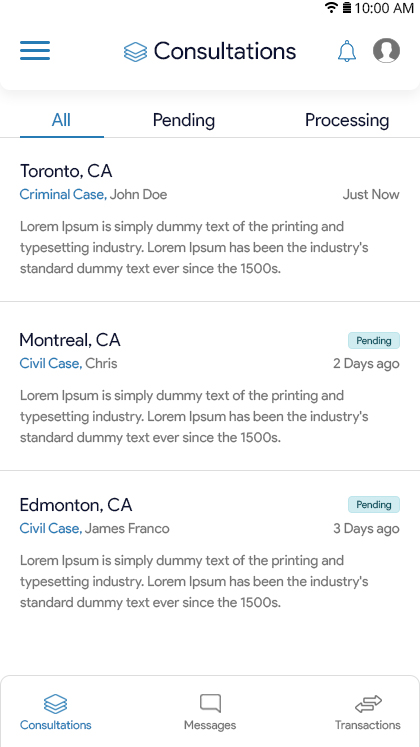 10:00 AM
Consultations
All Pending Processing
Toronto, CA
Criminal Case, John Doe Just Now
Lorem Ipsum is simply dummy text of the printing and
typesetting industry. Lorem Ipsum has been the industry's
standard dummy text ever since the 1500s.
Montreal, CA Pending
Civil Case, Chris 2 Days ago
Lorem Ipsum is simply dummy text of the printing and
typesetting industry. Lorem Ipsum has been the industry's
standard dummy text ever since the 1500s.
Edmonton, CA Pending
Civil Case, James Franco 3 Days ago
Lorem Ipsum is simply dummy text of the printing and
typesetting industry. Lorem Ipsum has been the industry's
standard dummy text ever since the 1500s.
Consultations Messages Transactions